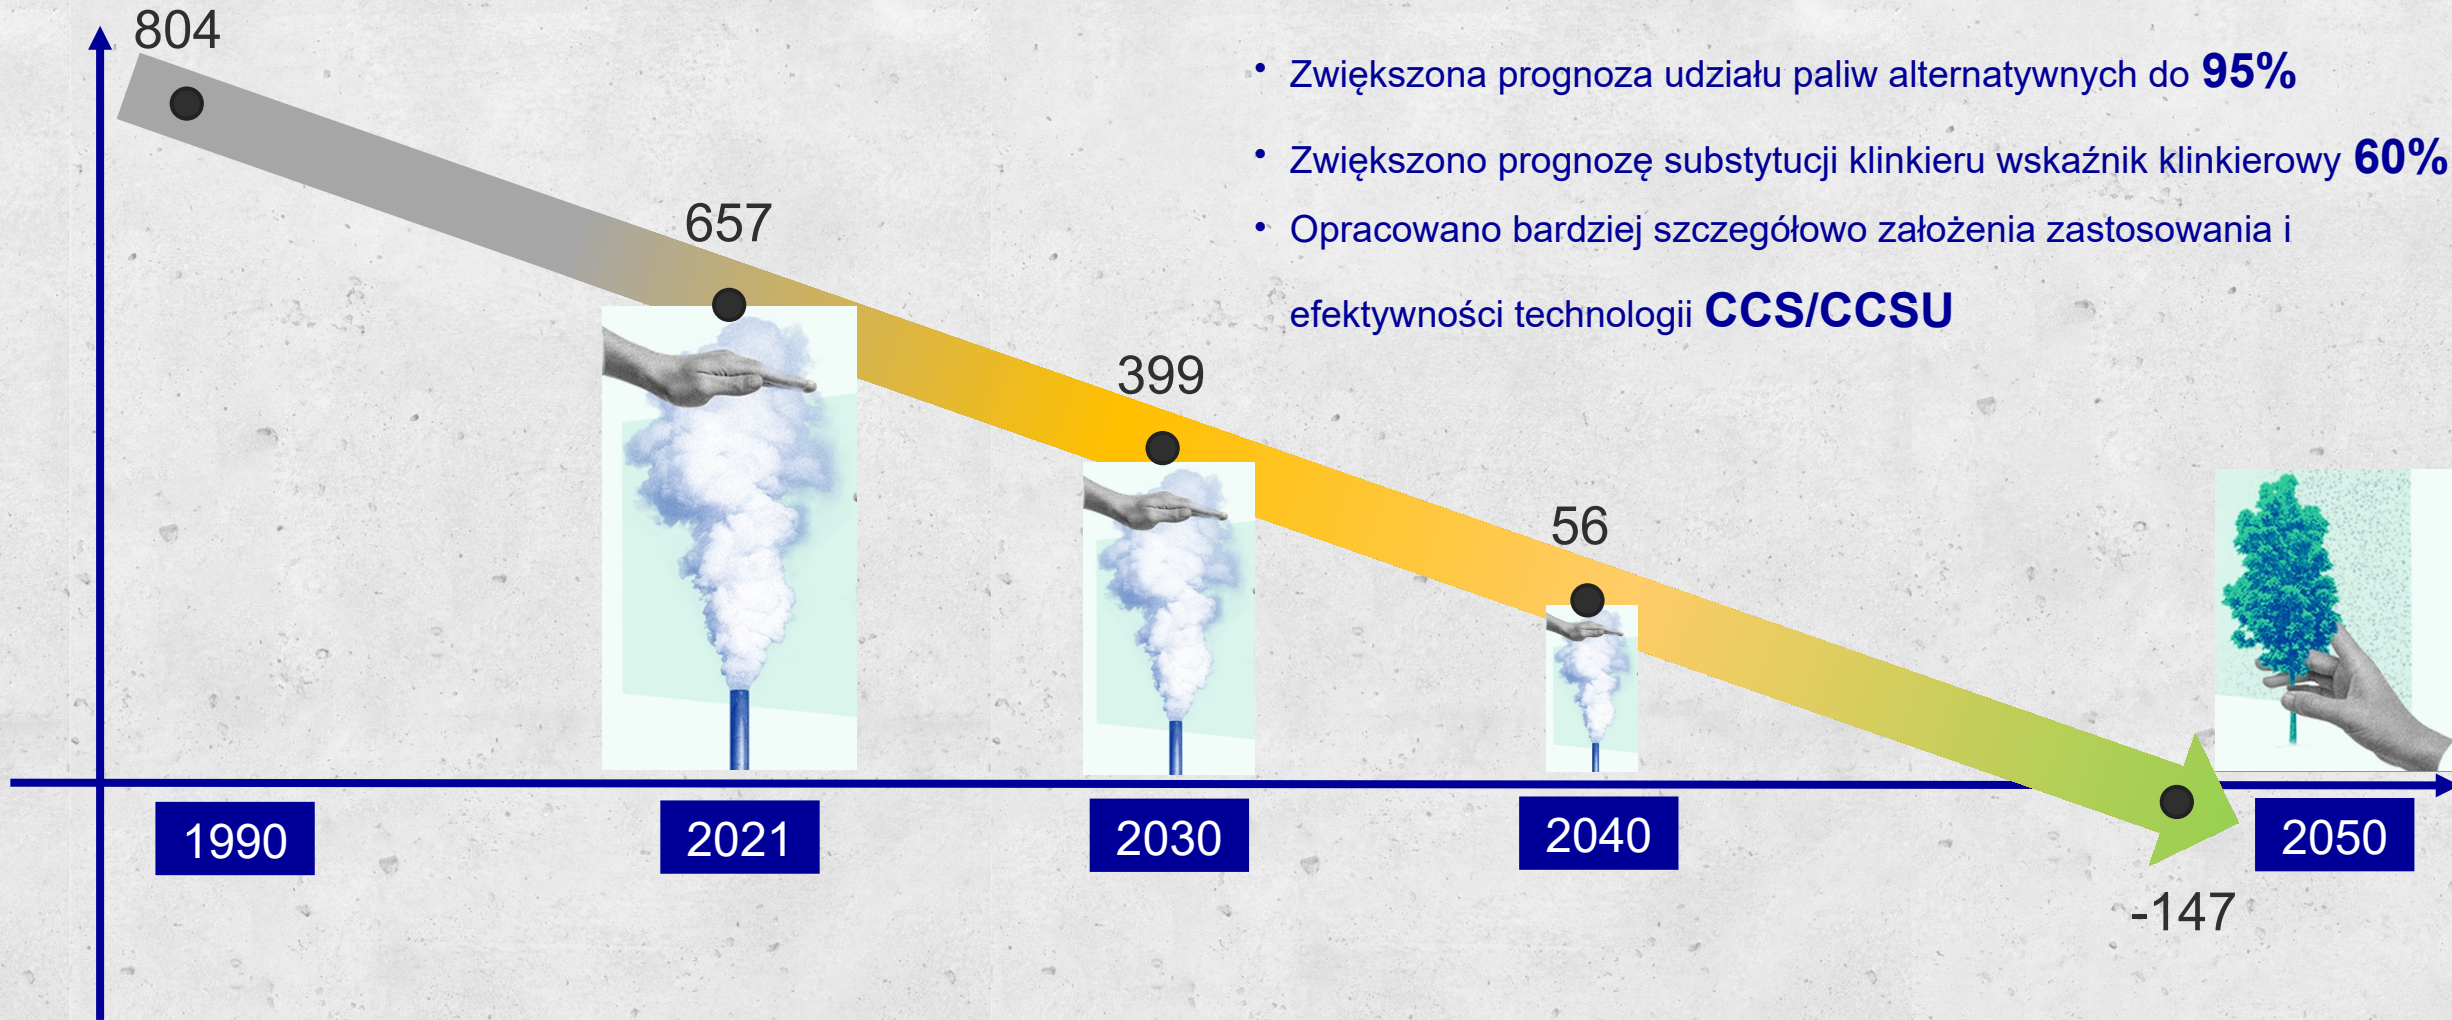 804
• Zwiększona prognoza udziału paliw alternatywnych do 95%
• Zwiększono prognozę substytucji klinkieru wskaźnik klinkierowy 60%
• Opracowano bardziej szczegółowo założenia zastosowania i
efektywności technologii CCS/CCSU
657
399
56
1990
2021
2030
2040
2050
-147